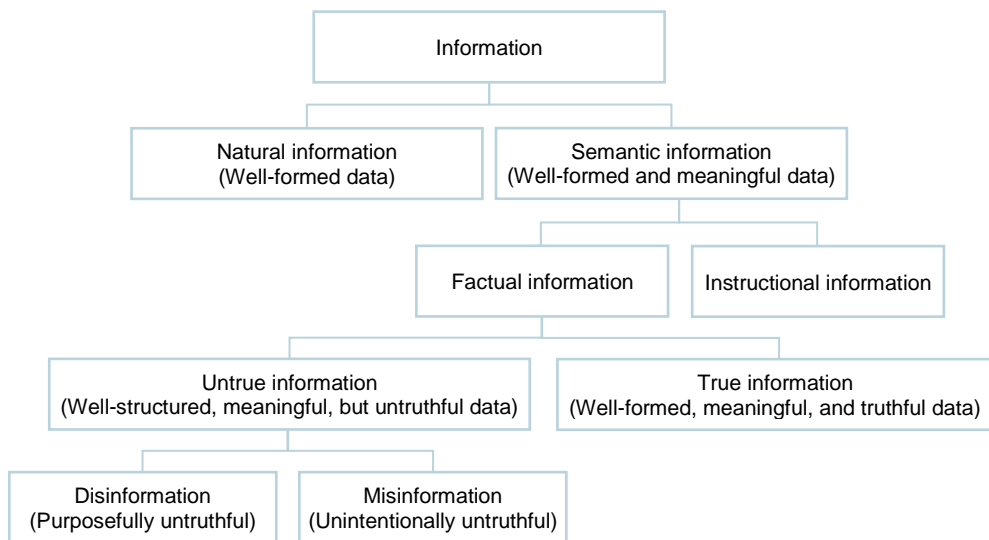 Information
Natural information
(Well-formed data)
Semantic information
(Well-formed and meaningful data)
Factual information
Instructional information
Untrue information
(Well-structured, meaningful, but untruthful data)
True information
(Well-formed, meaningful, and truthful data)
Disinformation
(Purposefully untruthful)
Misinformation
(Unintentionally untruthful)